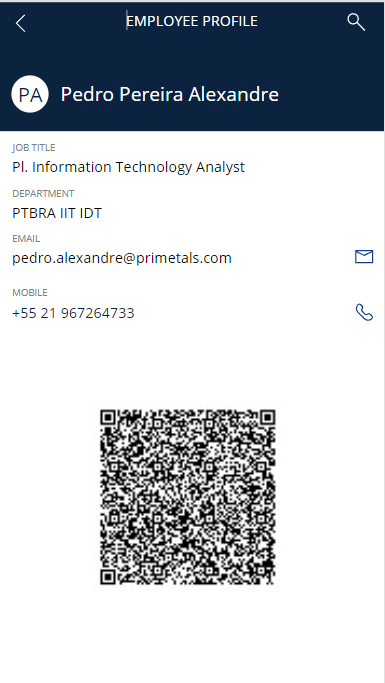 EMPLOYEE PROFILE
PA
Pedro Pereira Alexandre
JOB TITLE
Pl. Information Technology Analyst
DEPARTMENT
PTBRA IIT IDT
EMAIL
pedro.alexandre@primetals.com
MOBILE
+55 21 967264733